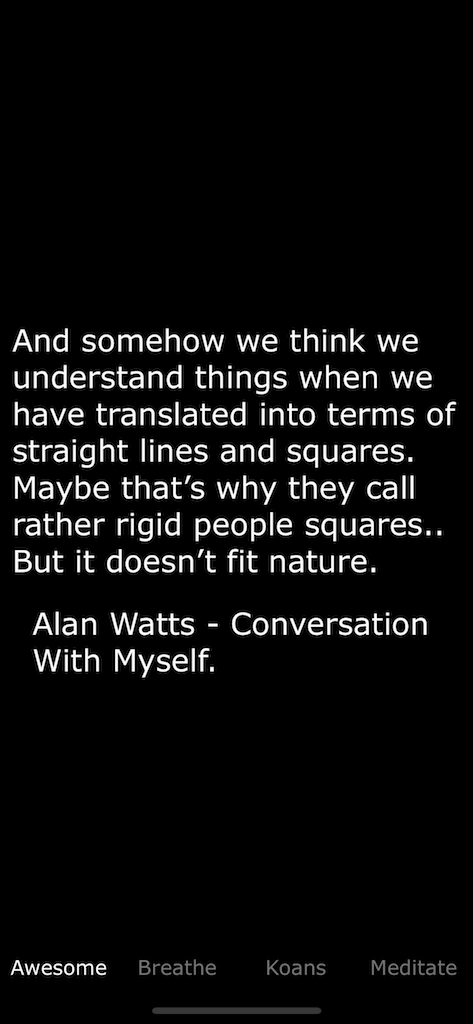 And somehow we think we
understand things when we
have translated into terms of
straight lines and squares.
Maybe that’s why they call
rather rigid people squares..
But it doesn’t fit nature.
Alan Watts - Conversation
With Myself.
Awesome Breathe Koans Meditate